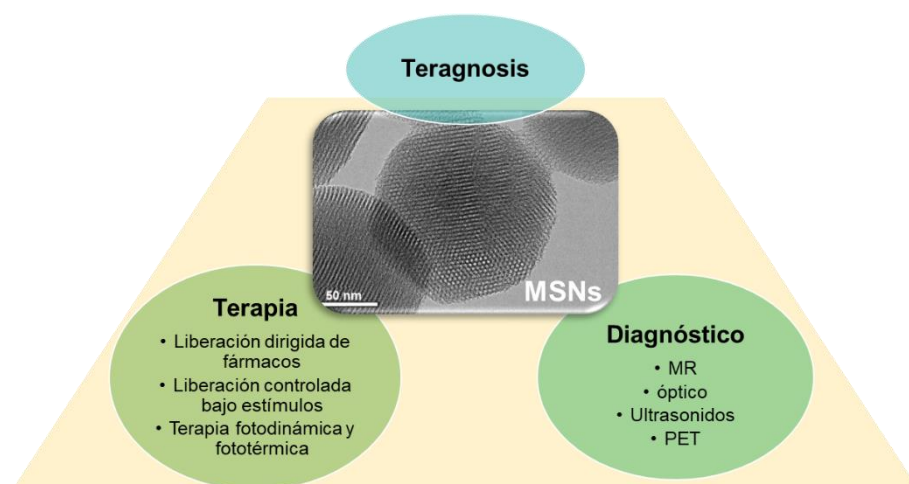 Teragnosis
50 nm
MSNs
Terapia
• Liberación dirigida de
fármacos
• Liberación controlada
bajo estímulos
• Terapia fotodinámica y
fototérmica
Diagnóstico
• MR
• óptico
• Ultrasonidos
• PET